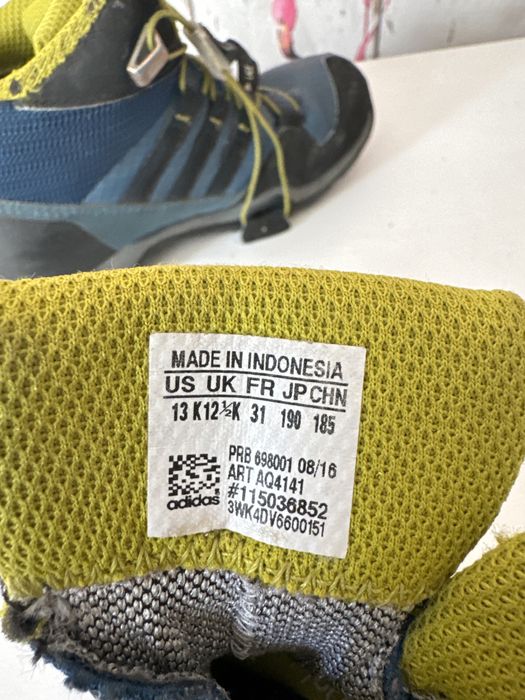 MADE IN INDONESIA
US UK FR JP CHN
13 K 12½K 31 190 185
PRB 698001 08/16
ART AQ4141
#115036852
3WK4DV6600151
adidas